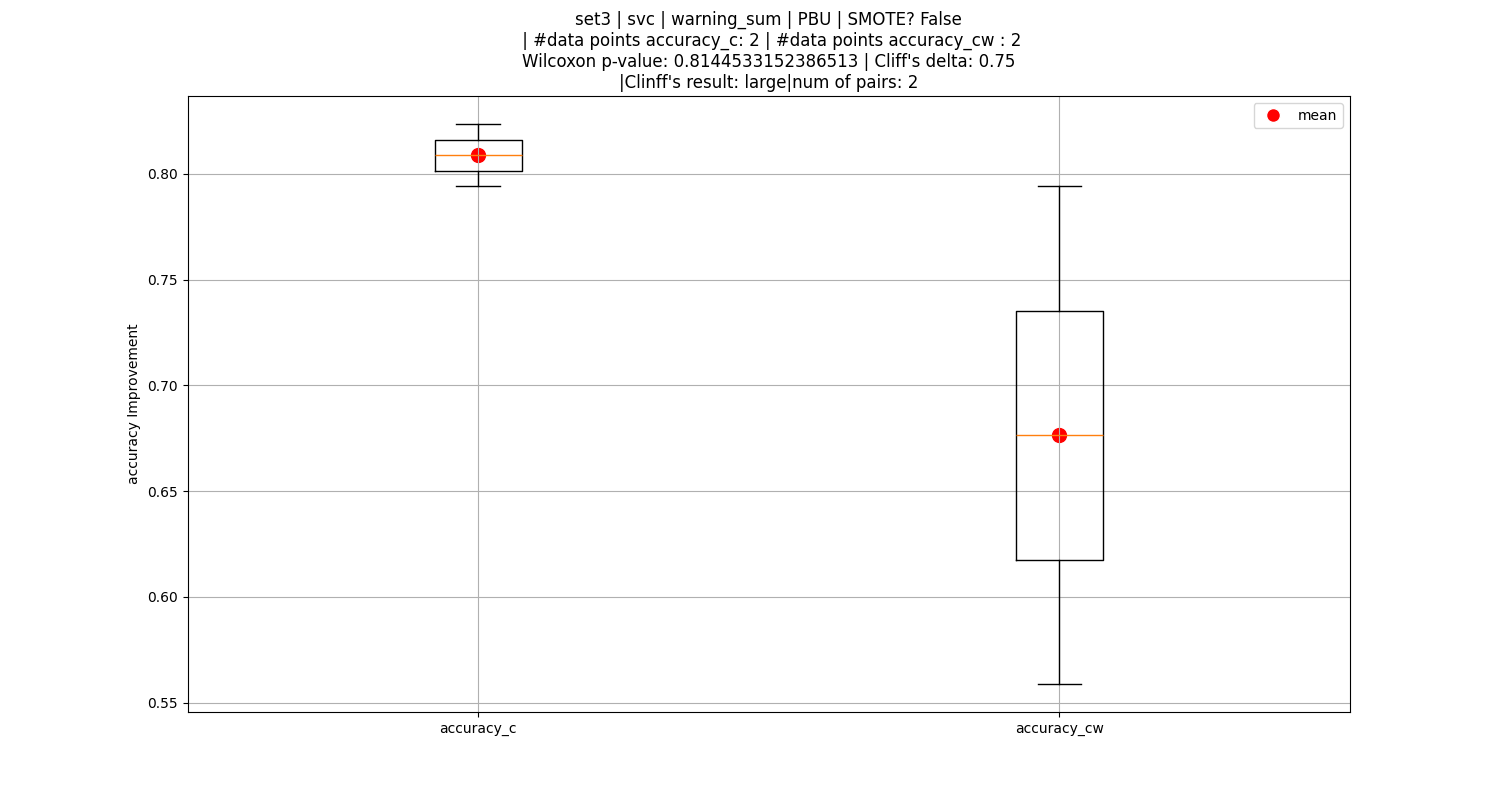 set3 | svc | warning_sum | PBU | SMOTE? False
| #data points accuracy_c: 2 | #data points accuracy_cw : 2
Wilcoxon p-value: 0.8144533152386513 | Cliff's delta: 0.75
|Clinff's result: large|num of pairs: 2
mean
0.80
0.75
0.70
0.65
0.60
0.55
accuracy Improvement
accuracy_c
accuracy_cw